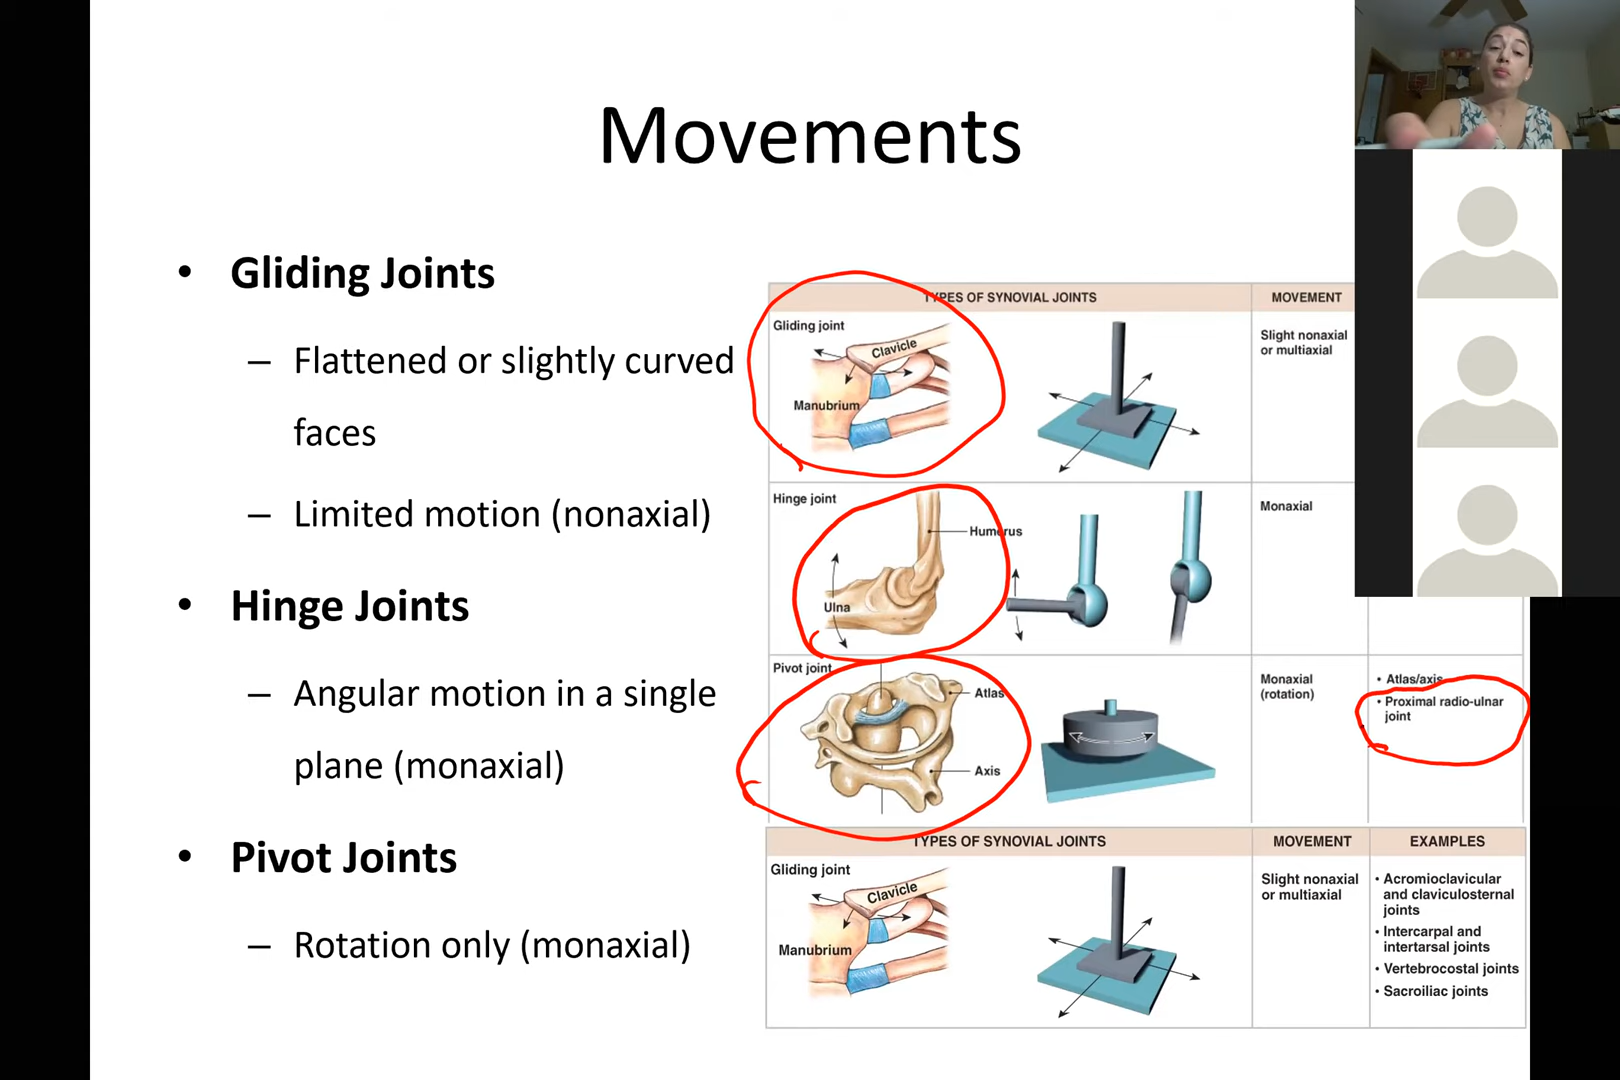 Movements
• Gliding Joints
– Flattened or slightly curved
faces
– Limited motion (nonaxial)
• Hinge Joints
– Angular motion in a single
plane (monaxial)
• Pivot Joints
– Rotation only (monaxial)
TYPES OF SYNOVIAL JOINTS
MOVEMENT
Gliding joint
Clavicle
Manubrium
Slight nonaxial
or multiaxial
Hinge joint
Humerus
Ulna
Monaxial
Pivot joint
Atlas
Axis
Monaxial
(rotation)
• Atlas/axis
• Proximal radio-ulnar
joint
TYPES OF SYNOVIAL JOINTS
MOVEMENT
EXAMPLES
Gliding joint
Clavicle
Manubrium
Slight nonaxial
or multiaxial
• Acromioclavicular
and claviculosternal
joints
• Intercarpal and
intertarsal joints
• Vertebrocostal joints
• Sacroiliac joints